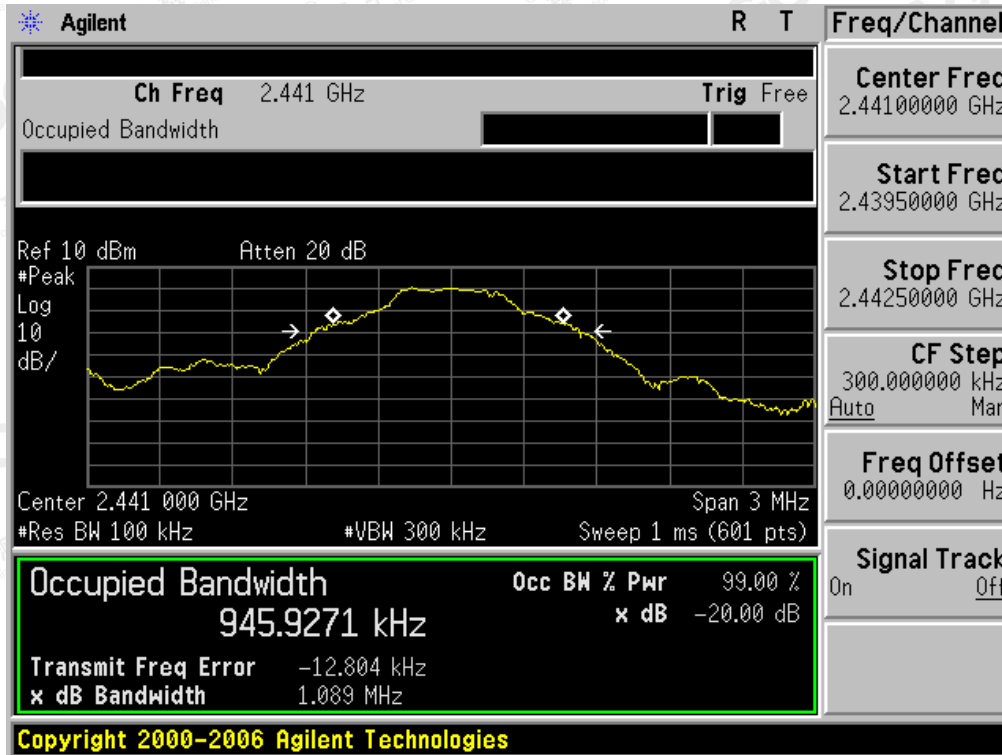 Agilent R T
Freq/Channel
Ch Freq 2.441 GHz Trig Free
Occupied Bandwidth
Center Freq
2.44100000 GHz
Start Freq
2.43950000 GHz
Stop Freq
2.44250000 GHz
CF Step
300.000000 kHz
Auto Man
Freq Offset
0.00000000 Hz
Signal Track
On Off
Ref 10 dBm Atten 20 dB
#Peak
Log
10
dB/
Center 2.441 000 GHz Span 3 MHz
#Res BW 100 kHz #VBW 300 kHz Sweep 1 ms (601 pts)
Occupied Bandwidth
945.9271 kHz
Occ BW % Pwr 99.00 %
x dB -20.00 dB
Transmit Freq Error -12.804 kHz
x dB Bandwidth 1.089 MHz
Copyright 2000-2006 Agilent Technologies